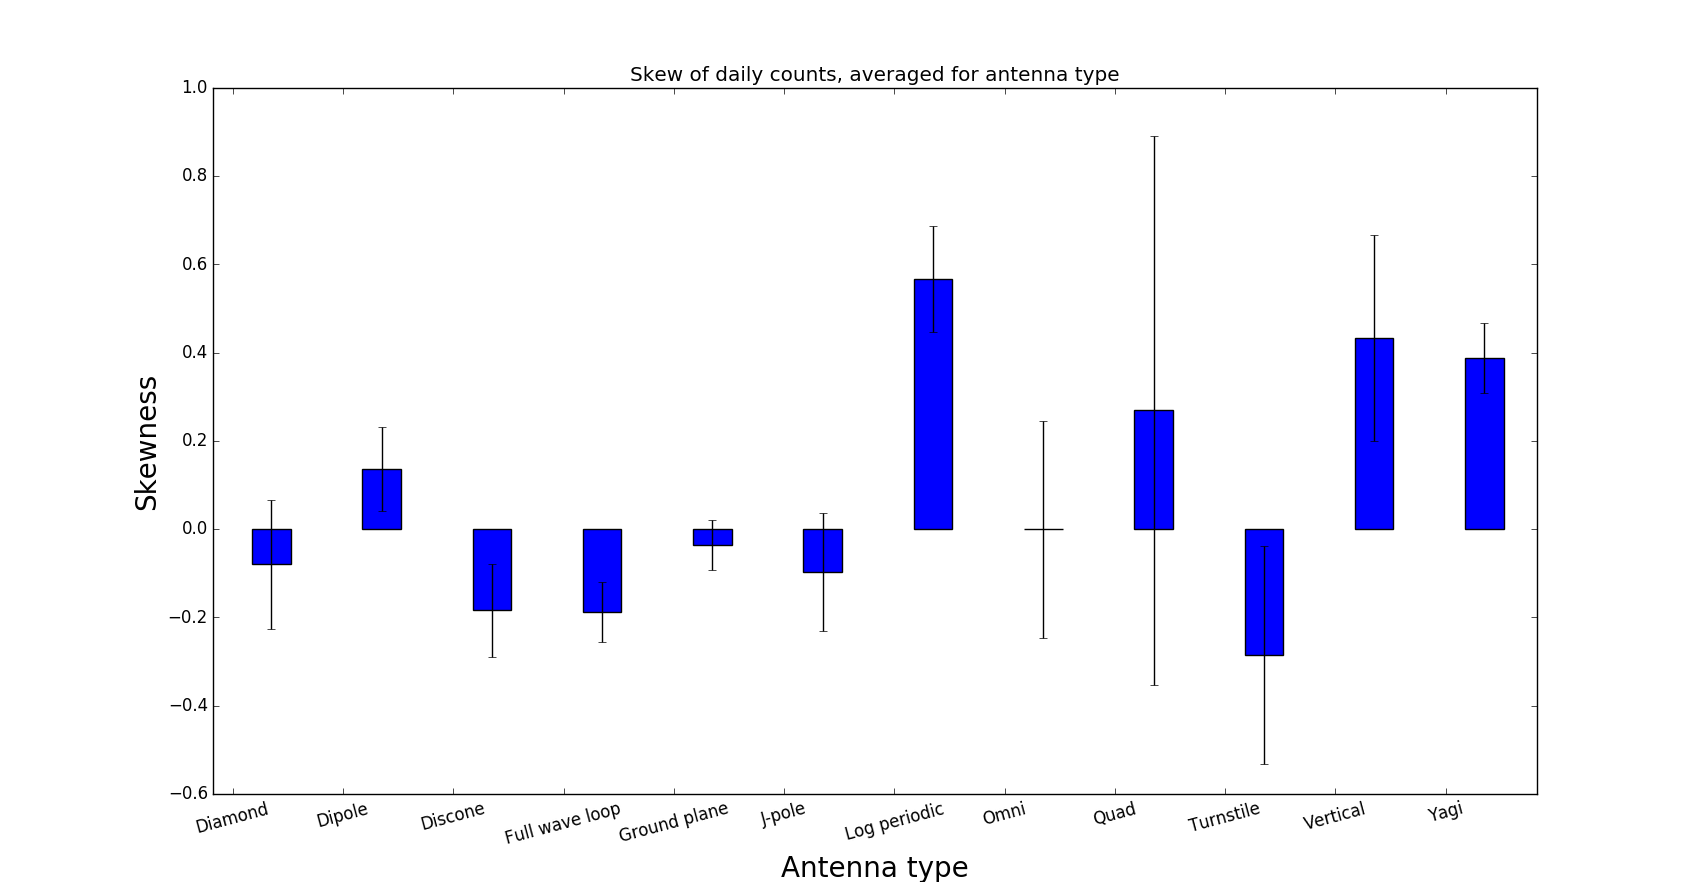 Skew of daily counts, averaged for antenna type
1.0
0.8
0.6
0.4
0.2
0.0
−0.2
−0.4
−0.6
Skewness
Diamond
Dipole
Discone
Full wave loop
Ground plane
J-pole
Log periodic
Omni
Quad
Turnstile
Vertical
Yagi
Antenna type